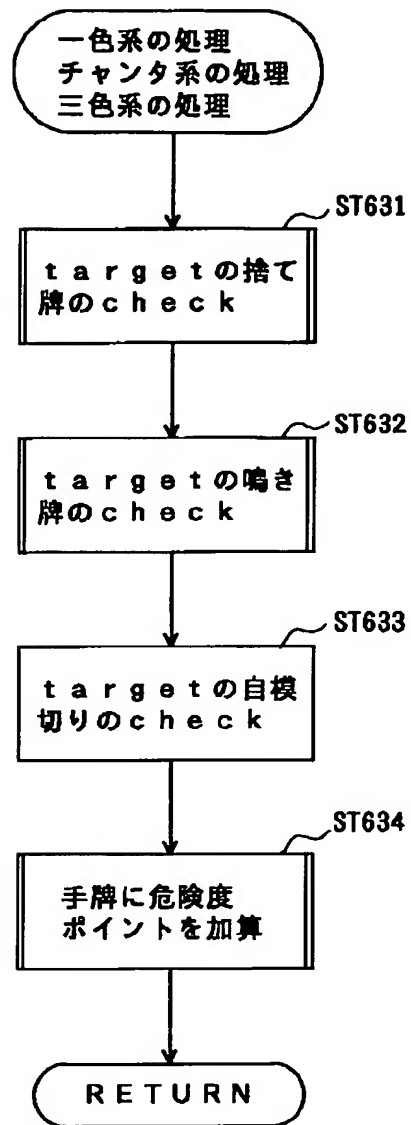 一色系の処理
チャンタ系の処理
三色系の処理
ST631
ｔａｒｇｅｔの捨て
牌のｃｈｅｃｋ
ST632
ｔａｒｇｅｔの鳴き
牌のｃｈｅｃｋ
ST633
ｔａｒｇｅｔの自模
切りのｃｈｅｃｋ
ST634
手牌に危険度
ポイントを加算
ＲＥＴＵＲＮ